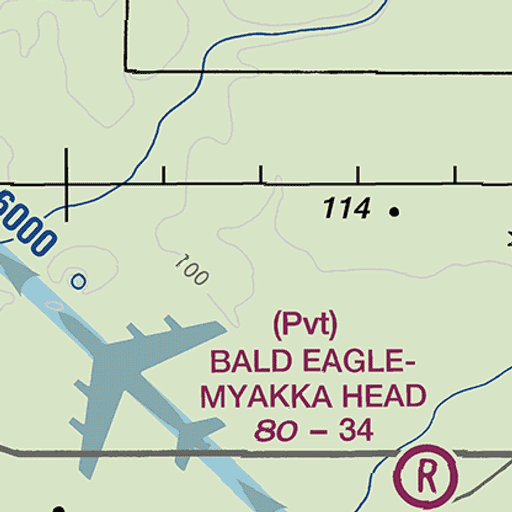 6000
114
100
(Pvt)
BALD EAGLE-
MYAKKA HEAD
80 – 34
R